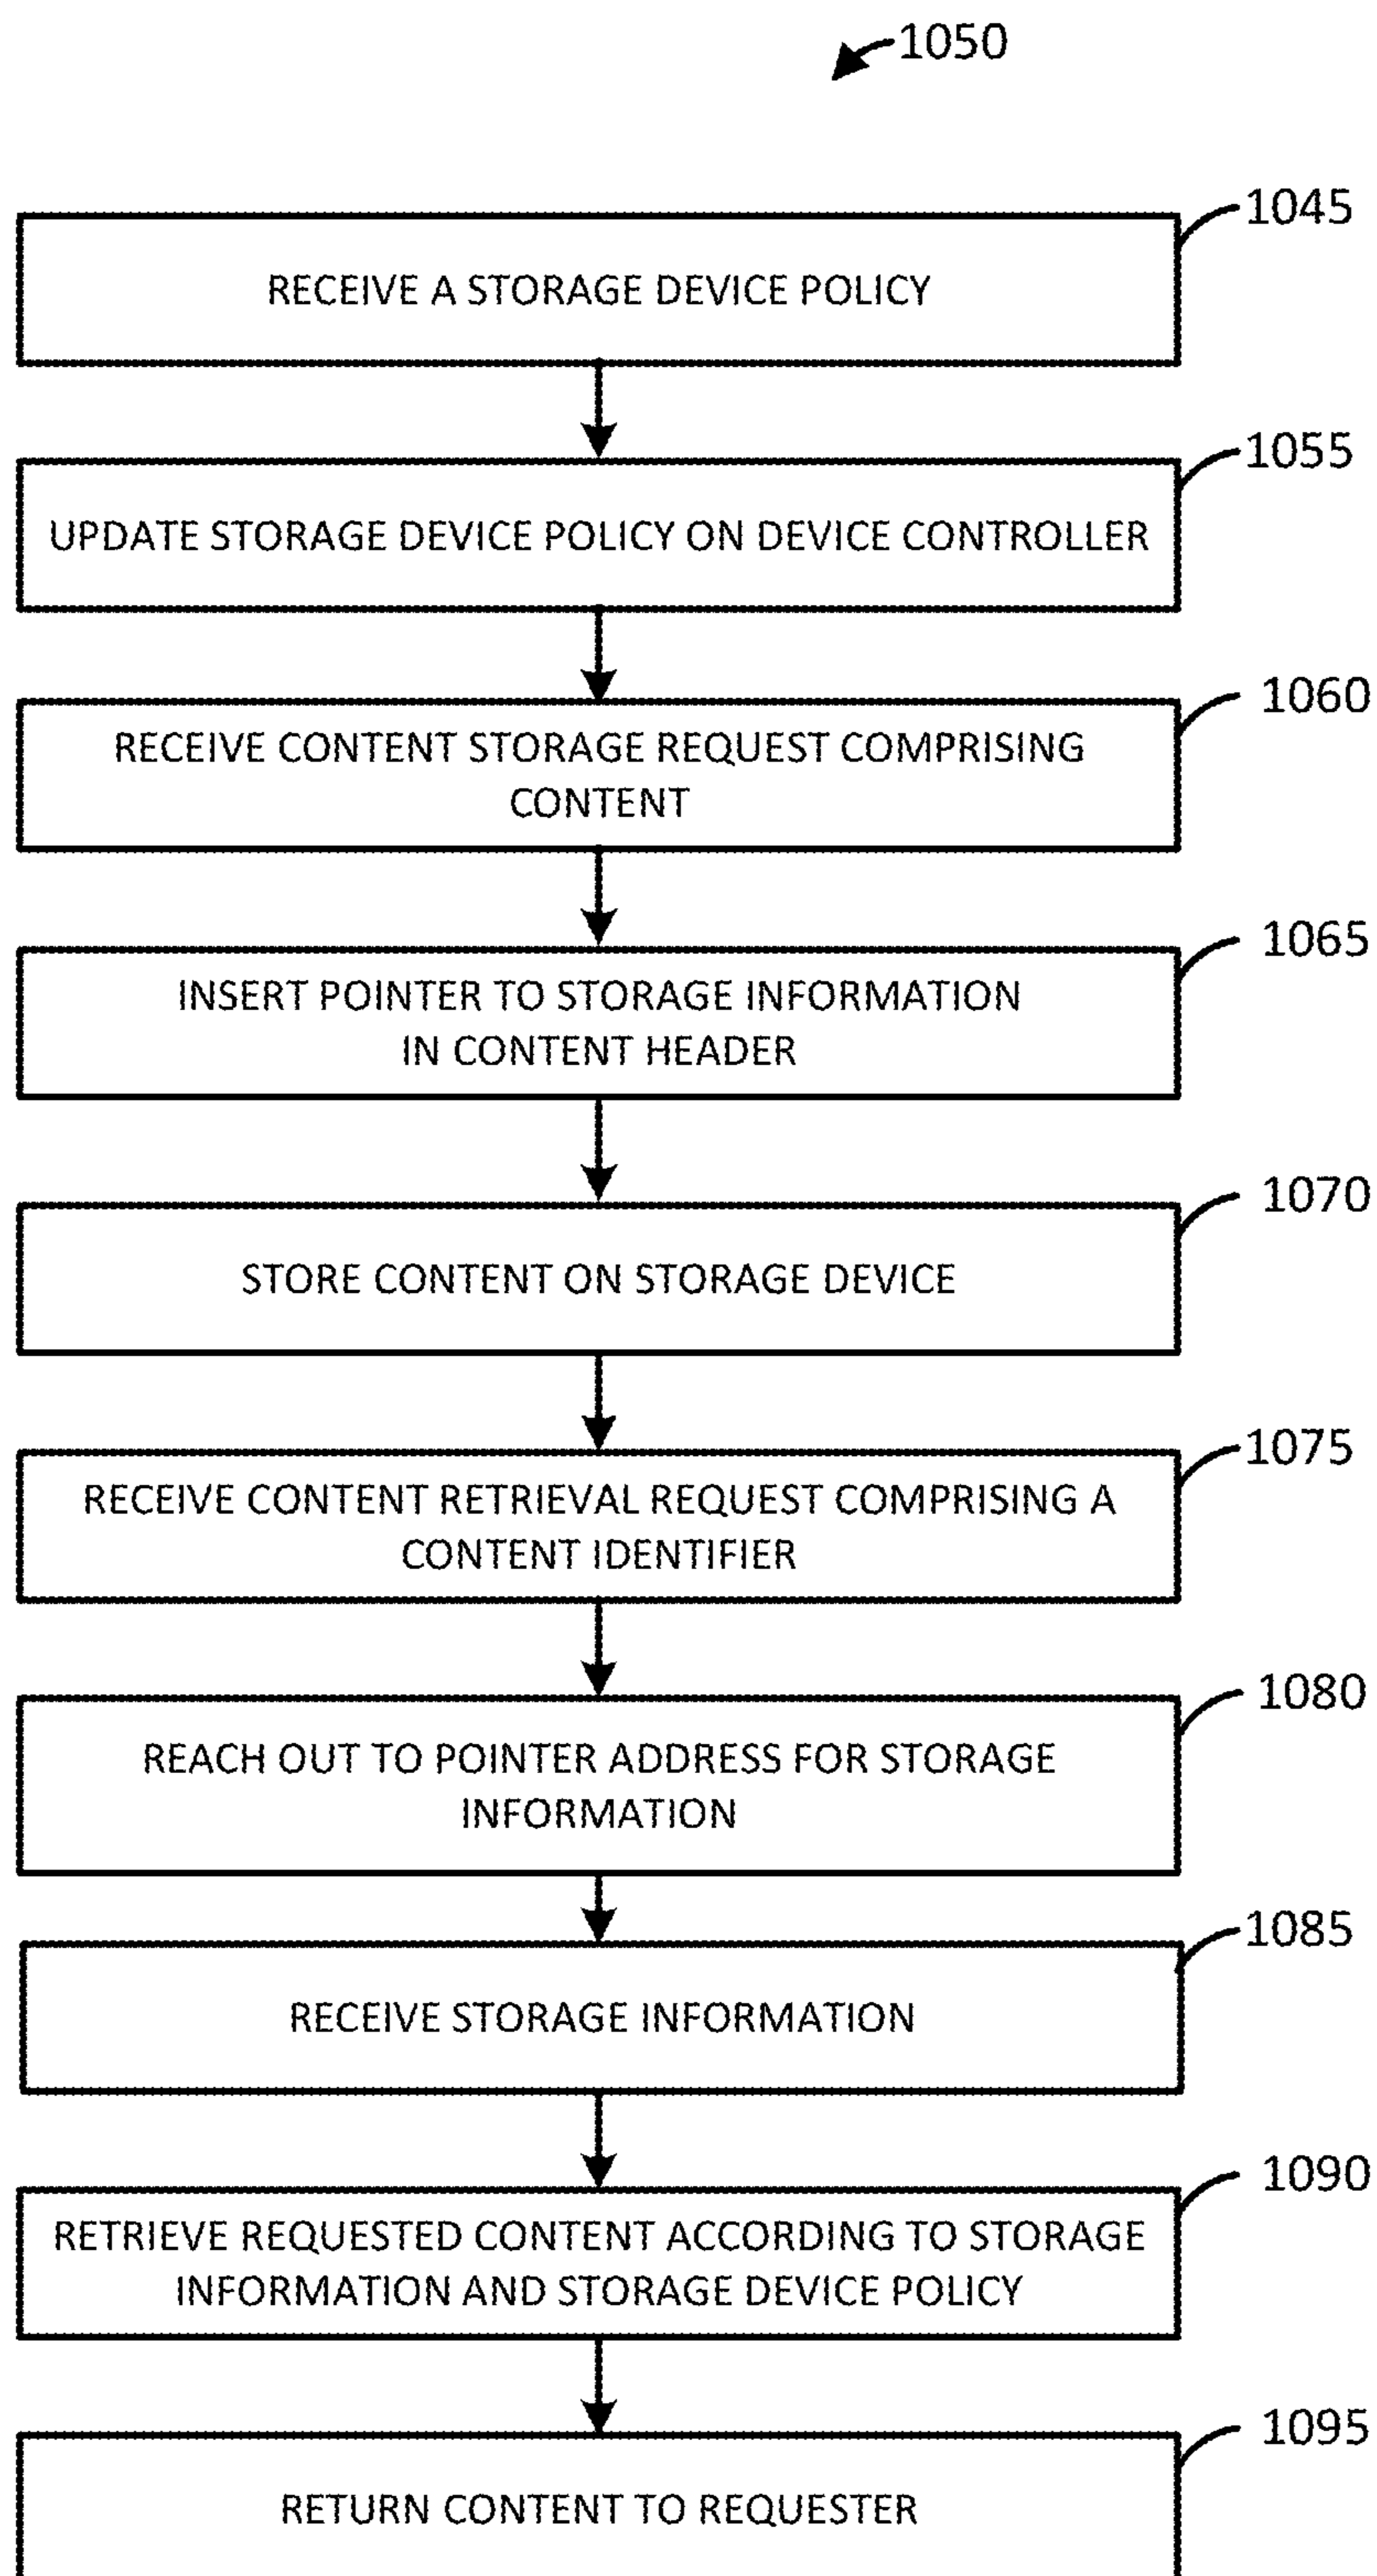 1050
1045
RECEIVE A STORAGE DEVICE POLICY
1055
UPDATE STORAGE DEVICE POLICY ON DEVICE CONTROLLER
1060
RECEIVE CONTENT STORAGE REQUEST COMPRISING
CONTENT
1065
INSERT POINTER TO STORAGE INFORMATION
IN CONTENT HEADER
1070
STORE CONTENT ON STORAGE DEVICE
1075
RECEIVE CONTENT RETRIEVAL REQUEST COMPRISING A
CONTENT IDENTIFIER
1080
REACH OUT TO POINTER ADDRESS FOR STORAGE
INFORMATION
1085
RECEIVE STORAGE INFORMATION
1090
RETRIEVE REQUESTED CONTENT ACCORDING TO STORAGE
INFORMATION AND STORAGE DEVICE POLICY
1095
RETURN CONTENT TO REQUESTER